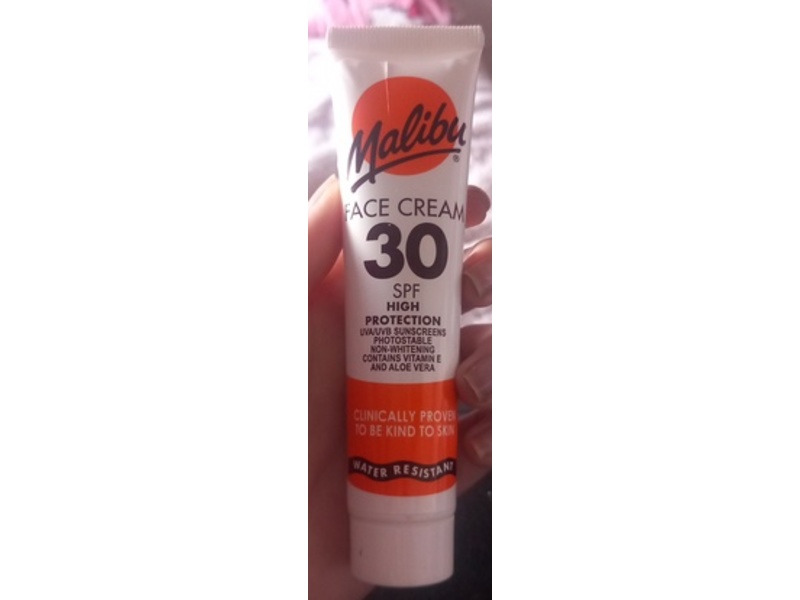 Malibu®
FACE CREAM
30
SPF
HIGH
PROTECTION
UVA/UVB SUNSCREENS
PHOTOSTABLE
NON-WHITENING
CONTAINS VITAMIN E
AND ALOE VERA
CLINICALLY PROVEN
TO BE KIND TO SKIN
WATER RESISTANT